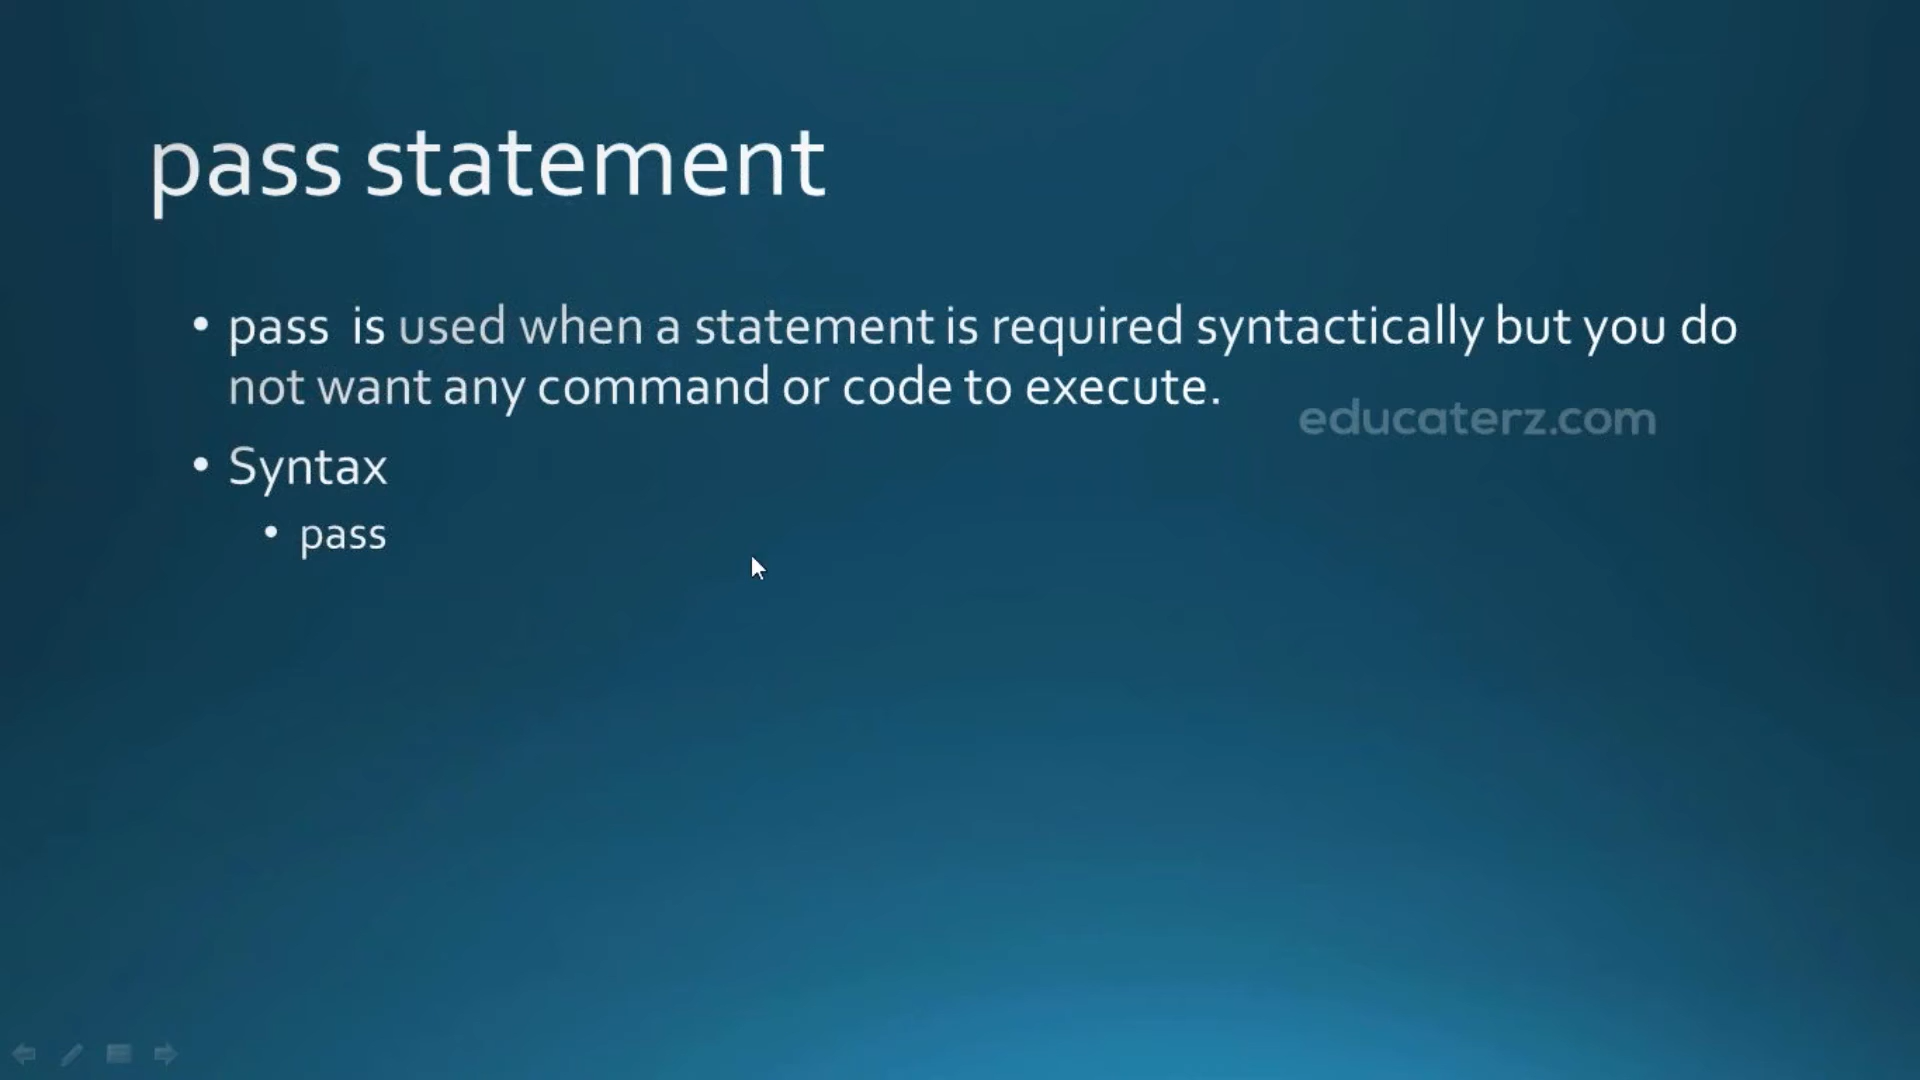 pass statement
• pass is used when a statement is required syntactically but you do
not want any command or code to execute.
educaterz.com
• Syntax
• pass